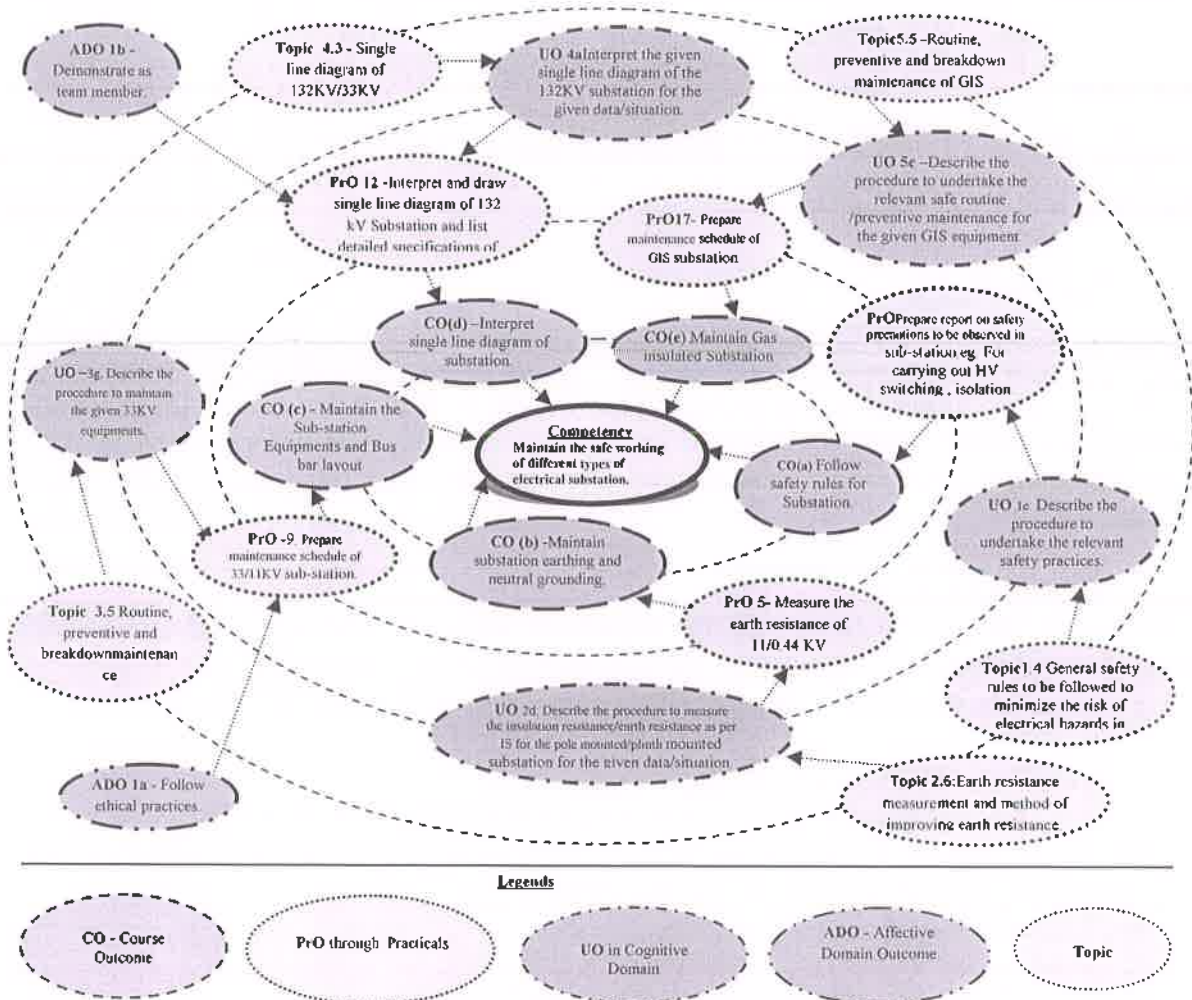 ADO 1b -
Demonstrate as
team member.
Topic 4.3 - Single
line diagram of
132KV/33KV
UO 4aInterpret the given
single line diagram of the
132KV substation for the
given data/situation.
Topic5.5 –Routine,
preventive and breakdown
maintenance of GIS
PrO 12 -Interpret and draw
single line diagram of 132
kV Substation and list
detailed specifications of
PrO17- Prepare
maintenance schedule of
GIS substation
UO 5e –Describe the
procedure to undertake the
relevant safe routine
/preventive maintenance for
the given GIS equipment
CO(d) –Interpret
single line diagram of
substation.
CO(e) Maintain Gas
insulated Substation
PrOPrepare report on safety
precautions to be observed in
sub-station eg. For
carrying out HV
switching , isolation
UO –3g. Describe the
procedure to maintain
the given 33KV
equipments.
CO (c) - Maintain the
Sub-station
Equipments and Bus
bar layout
Competency
Maintain the safe working
of different types of
electrical substation.
CO(a) Follow
safety rules for
Substation.
UO 1e. Describe the
procedure to
undertake the relevant
safety practices.
PrO -9. Prepare
maintenance schedule of
33/11KV sub-station.
CO (b) -Maintain
substation earthing and
neutral grounding.
PrO 5- Measure the
earth resistance of
11/0.44 KV
Topic 3.5 Routine,
preventive and
breakdownmaintenan
ce
Topic1.4 General safety
rules to be followed to
minimize the risk of
electrical hazards in
UO 2d. Describe the procedure to measure
the insulation resistance/earth resistance as per
IS for the pole mounted/plinth mounted
substation for the given data/situation
ADO 1a - Follow
ethical practices.
Topic 2.6:Earth resistance
measurement and method of
improving earth resistance.
Legends
CO - Course
Outcome
PrO through Practicals
UO in Cognitive
Domain
ADO - Affective
Domain Outcome
Topic